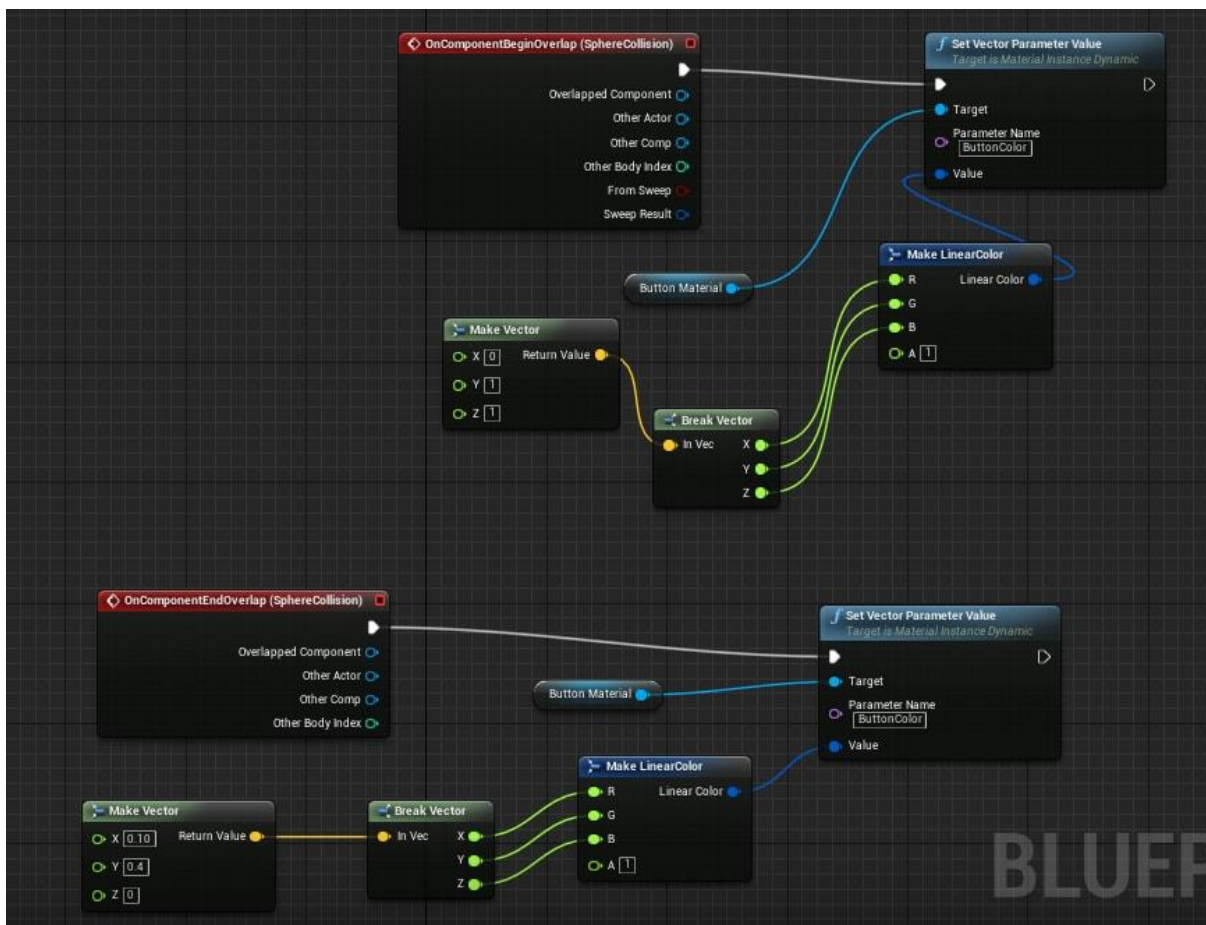 OnComponentBeginOverlap (SphereCollision)
Overlapped Component
Other Actor
Other Comp
Other Body Index
From Sweep
Sweep Result
Set Vector Parameter Value
Target is Material Instance Dynamic
Target
Parameter Name
ButtonColor
Value
Make LinearColor
R Linear Color
G
B
A 1
Button Material
Make Vector
X 0 Return Value
Y 1
Z 1
Break Vector
In Vec X
Y
Z
OnComponentEndOverlap (SphereCollision)
Overlapped Component
Other Actor
Other Comp
Other Body Index
Set Vector Parameter Value
Target is Material Instance Dynamic
Target
Parameter Name
ButtonColor
Value
Button Material
Make LinearColor
R Linear Color
G
B
A 1
Make Vector
X 0.10 Return Value
Y 0.4
Z 0
Break Vector
In Vec X
Y
Z